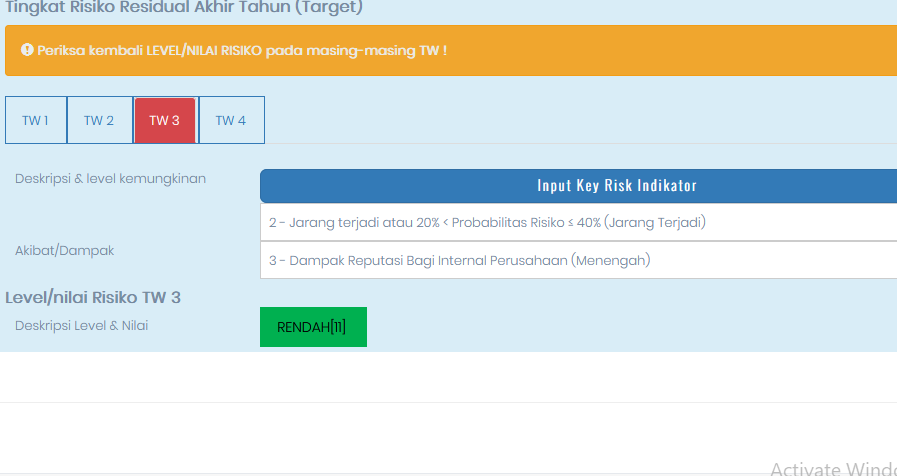 Tingkat Risiko Residual Akhir Tahun (Target)
Periksa kembali LEVEL/NILAI RISIKO pada masing-masing TW !
TW 1 TW 2 TW 3 TW 4
Deskripsi & level kemungkinan
Input Key Risk Indikator
2 - Jarang terjadi atau 20% < Probabilitas Risiko ≤ 40% (Jarang Terjadi)
Akibat/Dampak
3 - Dampak Reputasi Bagi Internal Perusahaan (Menengah)
Level/nilai Risiko TW 3
Deskripsi Level & Nilai
RENDAH[11]
Activate